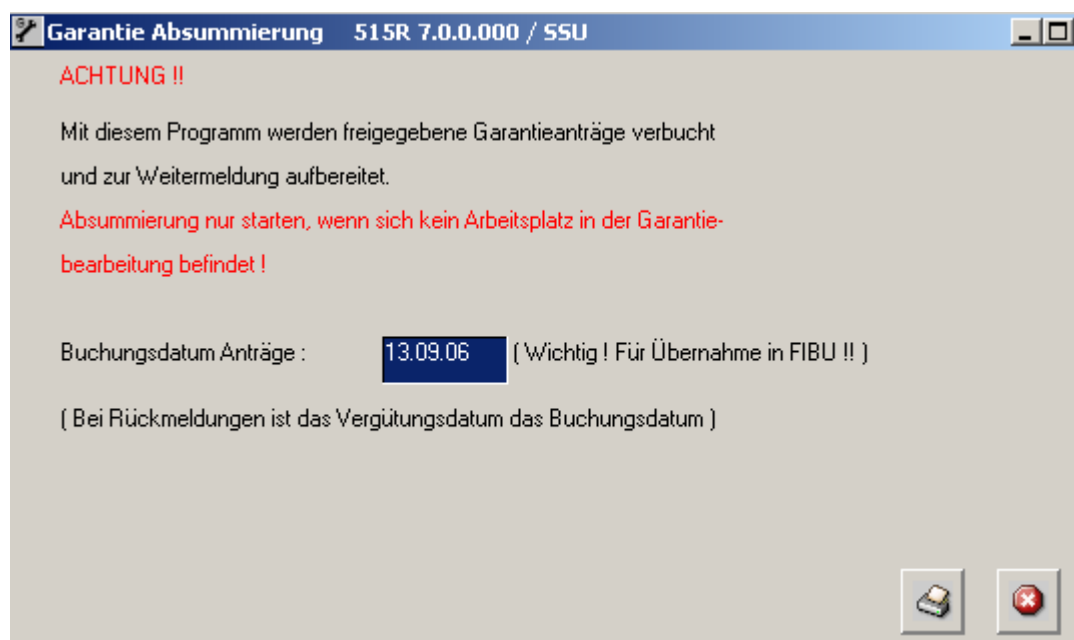 Garantie Absummierung 515R 7.0.0.000 / SSU
ACHTUNG !!
Mit diesem Programm werden freigegebene Garantieanträge verbucht
und zur Weitermeldung aufbereitet.
Absummierung nur starten, wenn sich kein Arbeitsplatz in der Garantie-
bearbeitung befindet !
Buchungsdatum Anträge : 13.09.06 ( Wichtig ! Für Übernahme in FIBU !! )
( Bei Rückmeldungen ist das Vergütungsdatum das Buchungsdatum )